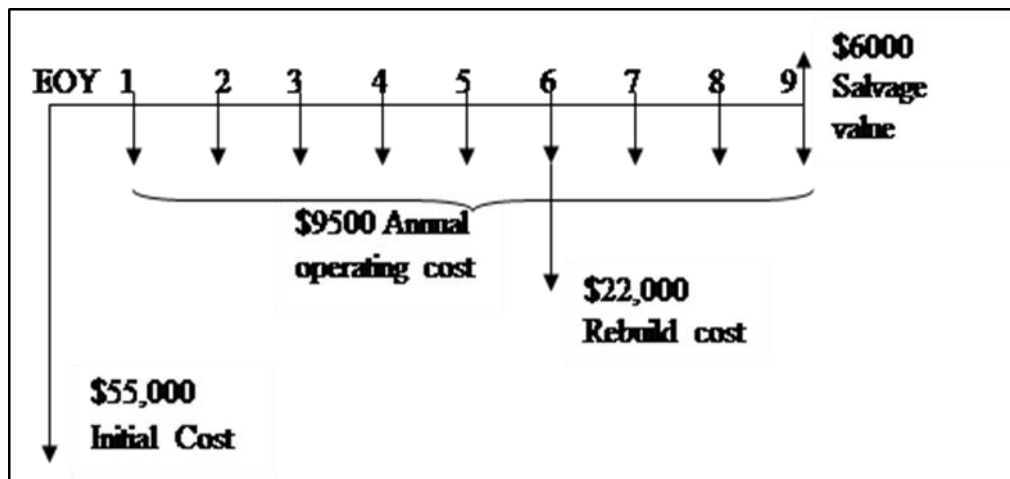 $6000
Salvage
value
EOY 1 2 3 4 5 6 7 8 9
$9500 Annual
operating cost
$22,000
Rebuild cost
$55,000
Initial Cost